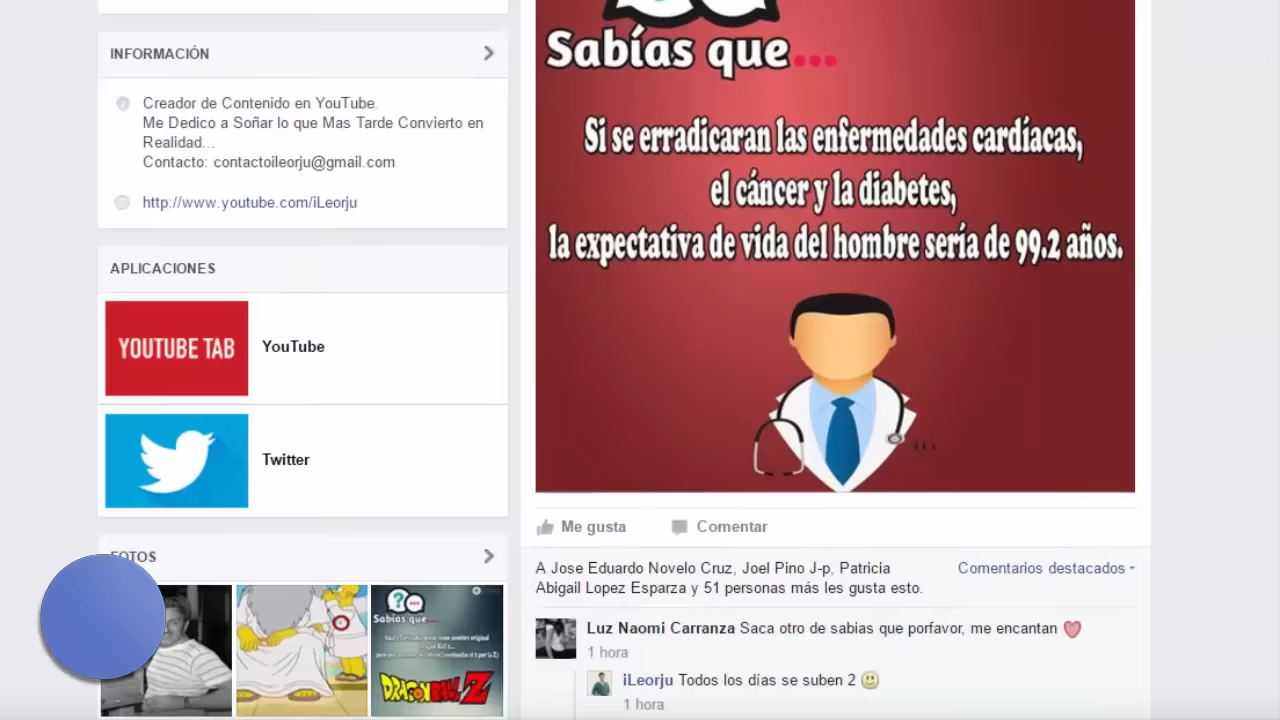 INFORMACIÓN
Creador de Contenido en YouTube.
Me Dedico a Soñar lo que Mas Tarde Convierto en
Realidad...
Contacto: contactoileorju@gmail.com
http://www.youtube.com/iLeorju
APLICACIONES
YOUTUBE TAB
YouTube
Twitter
FOTOS
Sabías que...
DRAGON BALL Z
Sabías que...
Si se erradicaran las enfermedades cardíacas,
el cáncer y la diabetes,
la expectativa de vida del hombre sería de 99.2 años.
Me gusta
Comentar
A Jose Eduardo Novelo Cruz, Joel Pino J-p, Patricia
Abigail Lopez Esparza y 51 personas más les gusta esto.
Comentarios destacados
Luz Naomi Carranza Saca otro de sabias que porfavor, me encantan
1 hora
iLeorju Todos los días se suben 2
1 hora